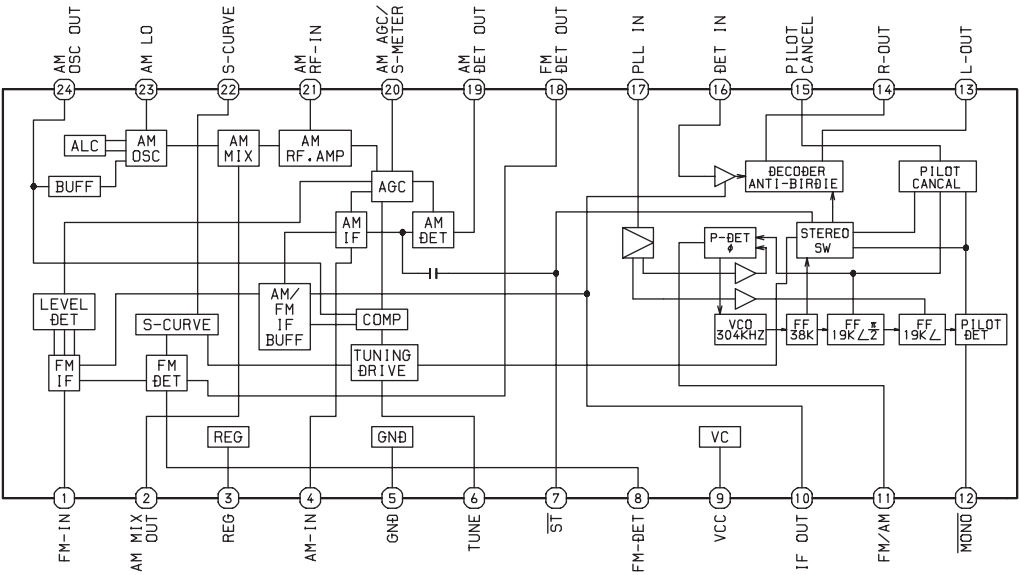 AM
OSC OUT
AM LO
S-CURVE
AM
RF-IN
AM AGC/
S-METER
AM
DET OUT
FM
DET OUT
PLL IN
DET IN
PILOT
CANCEL
R-OUT
L-OUT
24
23
22
21
20
19
18
17
16
15
14
13
ALC
AM
OSC
AM
MIX
AM
RF.AMP
BUFF
AGC
DECODER
ANTI-BIRDIE
PILOT
CANCAL
AM
IF
AM
DET
P-DET
φ
STEREO
SW
LEVEL
DET
S-CURVE
AM/
FM
IF
BUFF
COMP
VCO
304KHZ
FF
38K
FF
19K∠π/2
FF
19K∠
PILOT
DET
FM
IF
FM
DET
TUNING
DRIVE
REG
GND
VC
1
2
3
4
5
6
7
8
9
10
11
12
FM-IN
AM MIX
OUT
REG
AM-IN
GND
TUNE
ST
FM-DET
VCC
IF OUT
FM/AM
MONO